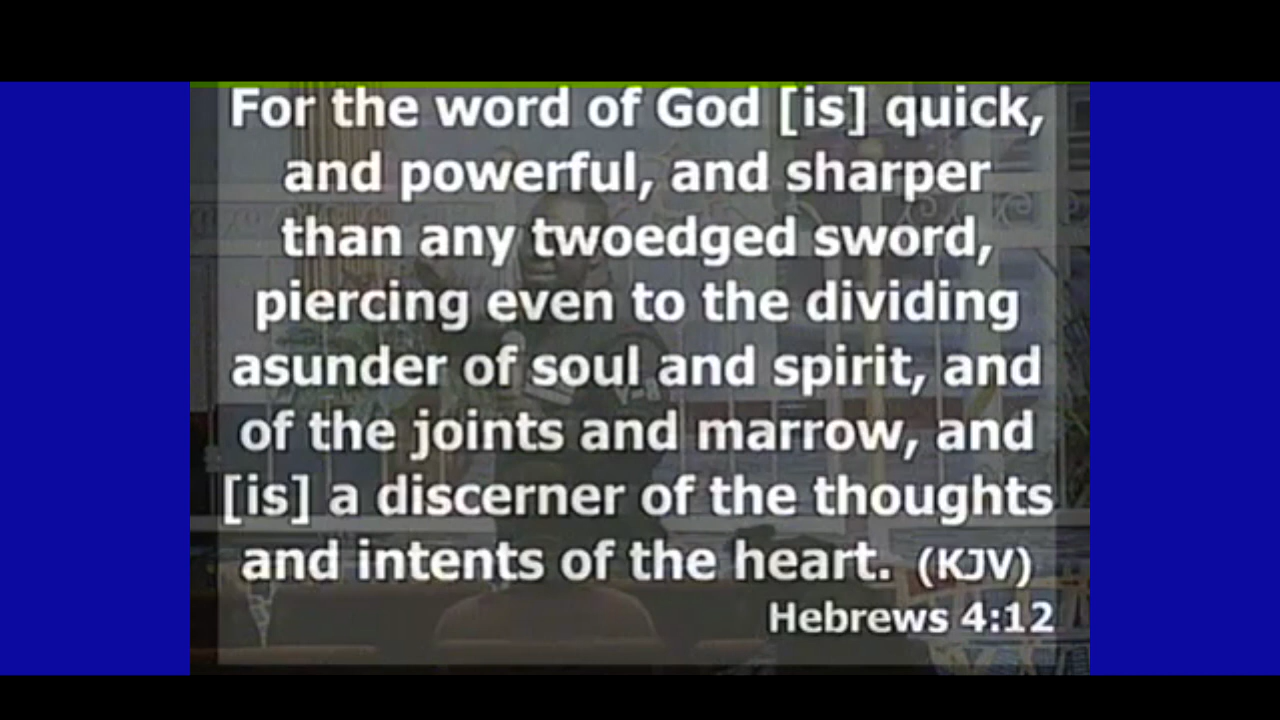 For the word of God [is] quick,
and powerful, and sharper
than any twoedged sword,
piercing even to the dividing
asunder of soul and spirit, and
of the joints and marrow, and
[is] a discerner of the thoughts
and intents of the heart. (KJV)
Hebrews 4:12